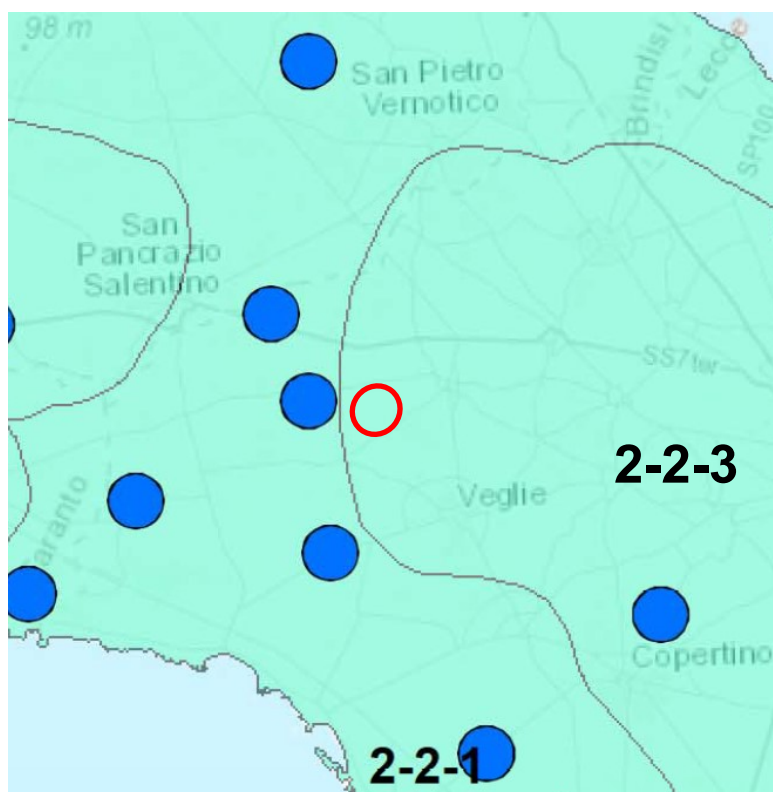 98 m
San Pietro
Vernotico
Brindisi
Lecce
SP100
San
Pancrazio
Salentino
SS7ter
2-2-3
Veglie
aranto
Copertino
2-2-1